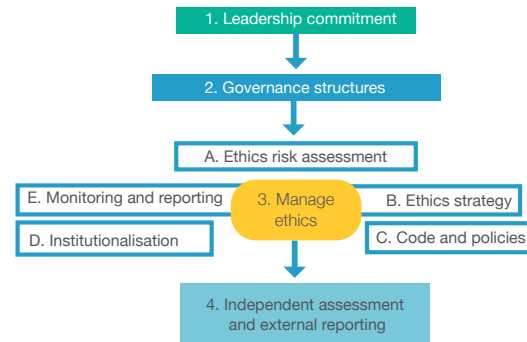 1. Leadership commitment
2. Governance structures
A. Ethics risk assessment
E. Monitoring and reporting
3. Manage
ethics
B. Ethics strategy
D. Institutionalisation
C. Code and policies
4. Independent assessment
and external reporting